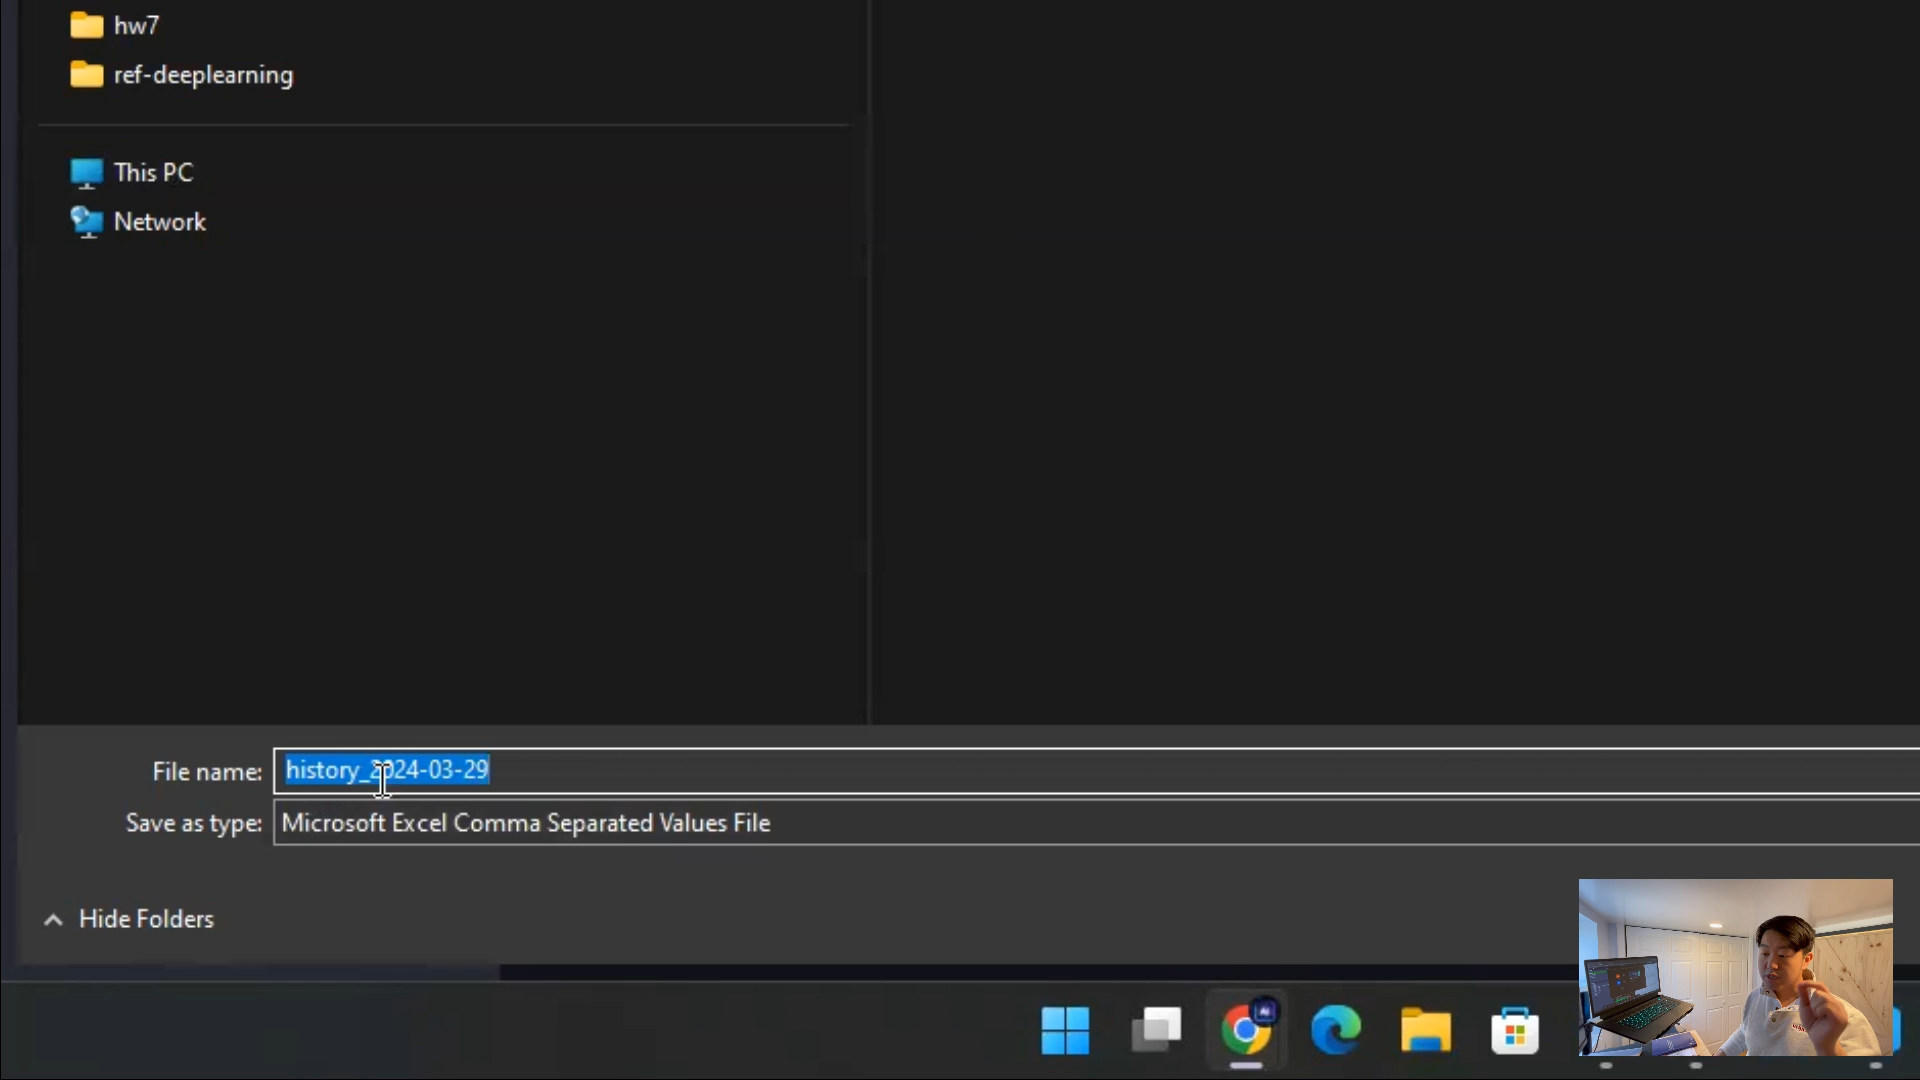 hw7
ref-deeplearning
This PC
Network
File name: history_2024-03-29
Save as type: Microsoft Excel Comma Separated Values File
Hide Folders